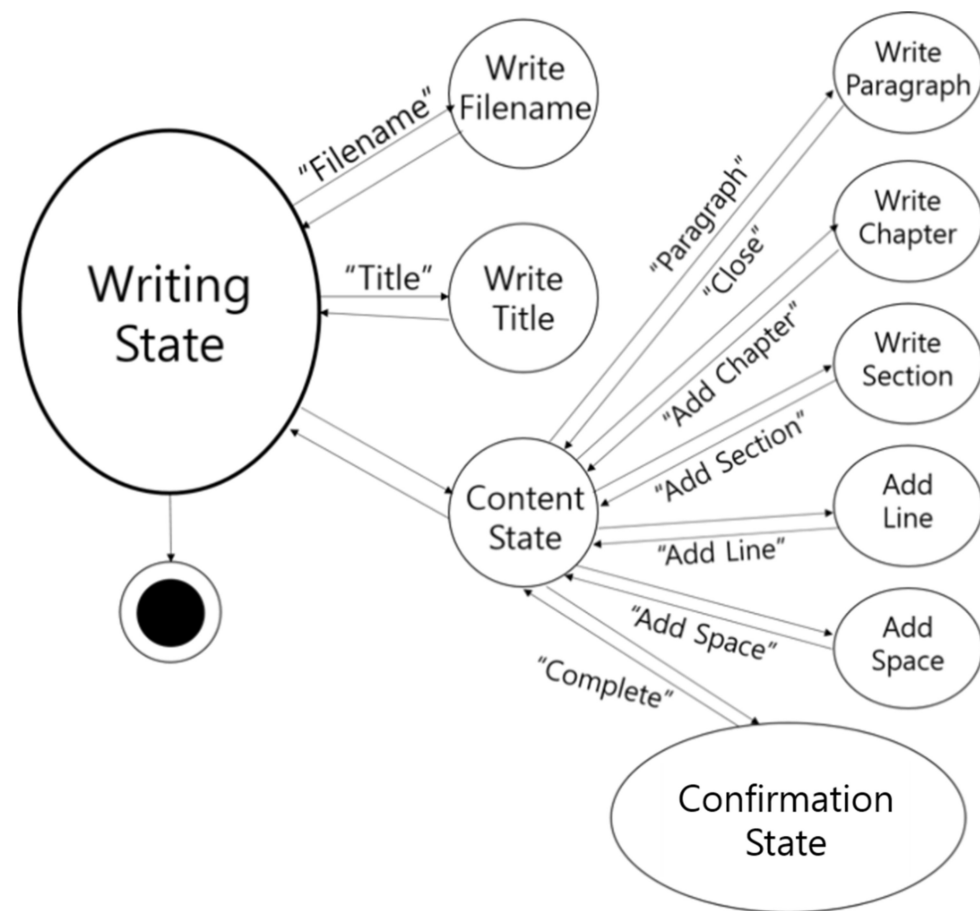 Write
Filename
"Filename"
Writing
State
"Title"
Write
Title
Content
State
"Paragraph"
"Close"
"Add Chapter"
"Add Section"
"Add Line"
"Add Space"
"Complete"
Write
Paragraph
Write
Chapter
Write
Section
Add
Line
Add
Space
Confirmation
State